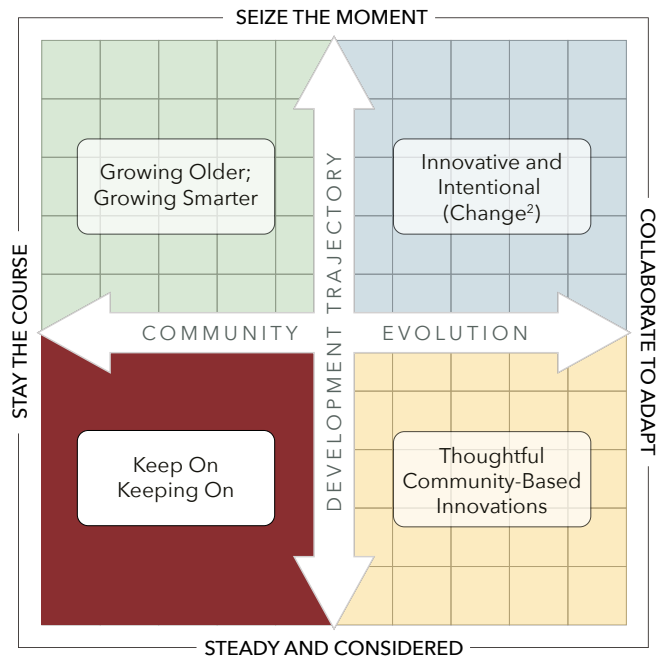 SEIZE THE MOMENT
Growing Older;
Growing Smarter
Innovative and
Intentional
(Change²)
STAY THE COURSE
COMMUNITY EVOLUTION
DEVELOPMENT TRAJECTORY
COLLABORATE TO ADAPT
Keep On
Keeping On
Thoughtful
Community-Based
Innovations
STEADY AND CONSIDERED